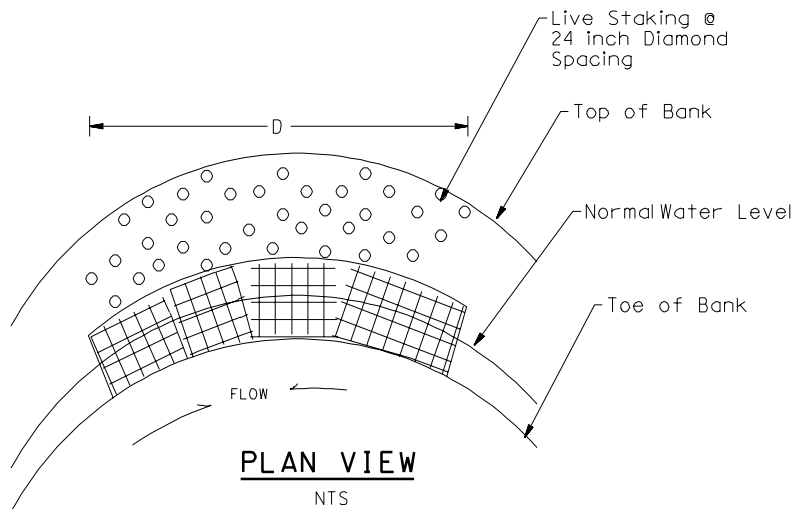 Live Staking @
24 inch Diamond
Spacing
D
Top of Bank
Normal Water Level
Toe of Bank
FLOW
PLAN VIEW
NTS